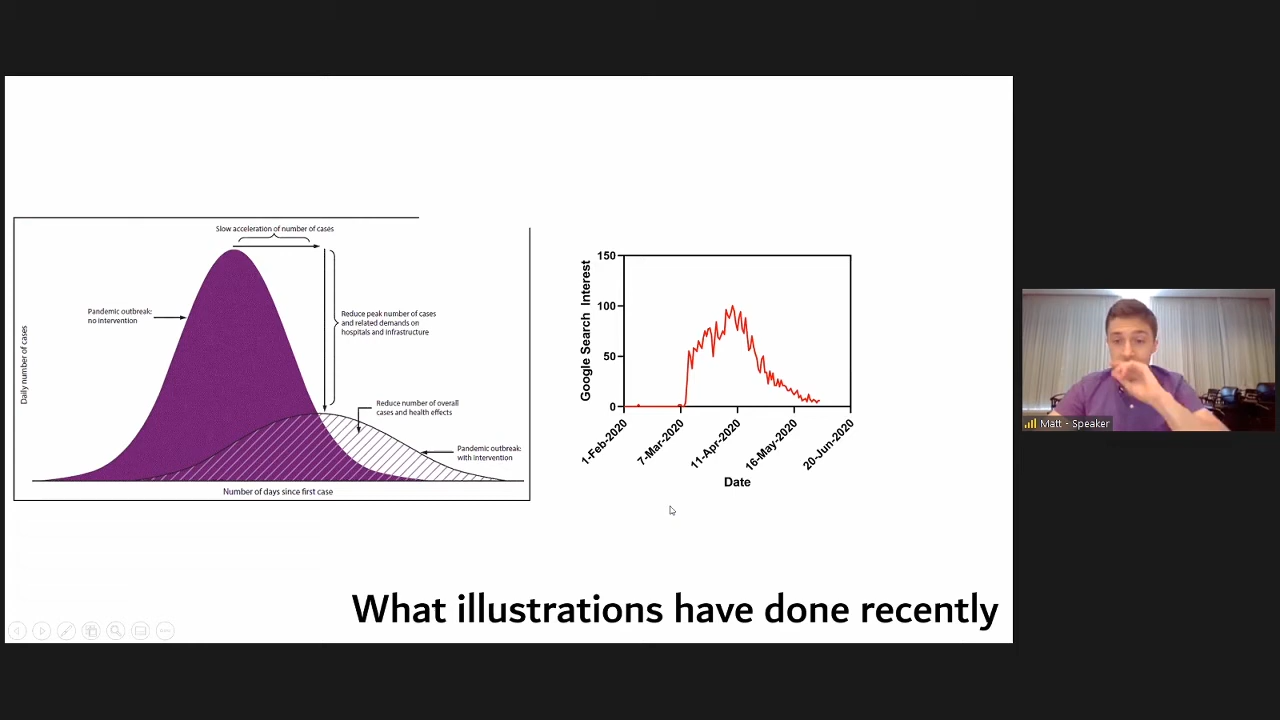 Slow acceleration of number of cases
Pandemic outbreak:
no intervention
Reduce peak number of cases
and related demands on
hospitals and infrastructure
Reduce number of overall
cases and health effects
Pandemic outbreak:
with intervention
Daily number of cases
Number of days since first case
150
100
50
0
Google Search Interest
1-Feb-2020
7-Mar-2020
11-Apr-2020
16-May-2020
20-Jun-2020
Date
What illustrations have done recently
Matt - Speaker